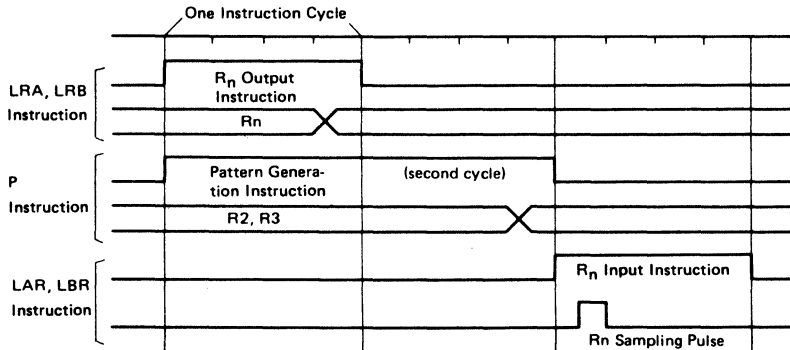 One Instruction Cycle
LRA, LRB
Instruction
Rn Output
Instruction
Rn
P
Instruction
Pattern Genera-
tion Instruction
(second cycle)
R2, R3
LAR, LBR
Instruction
Rn Input Instruction
Rn Sampling Pulse